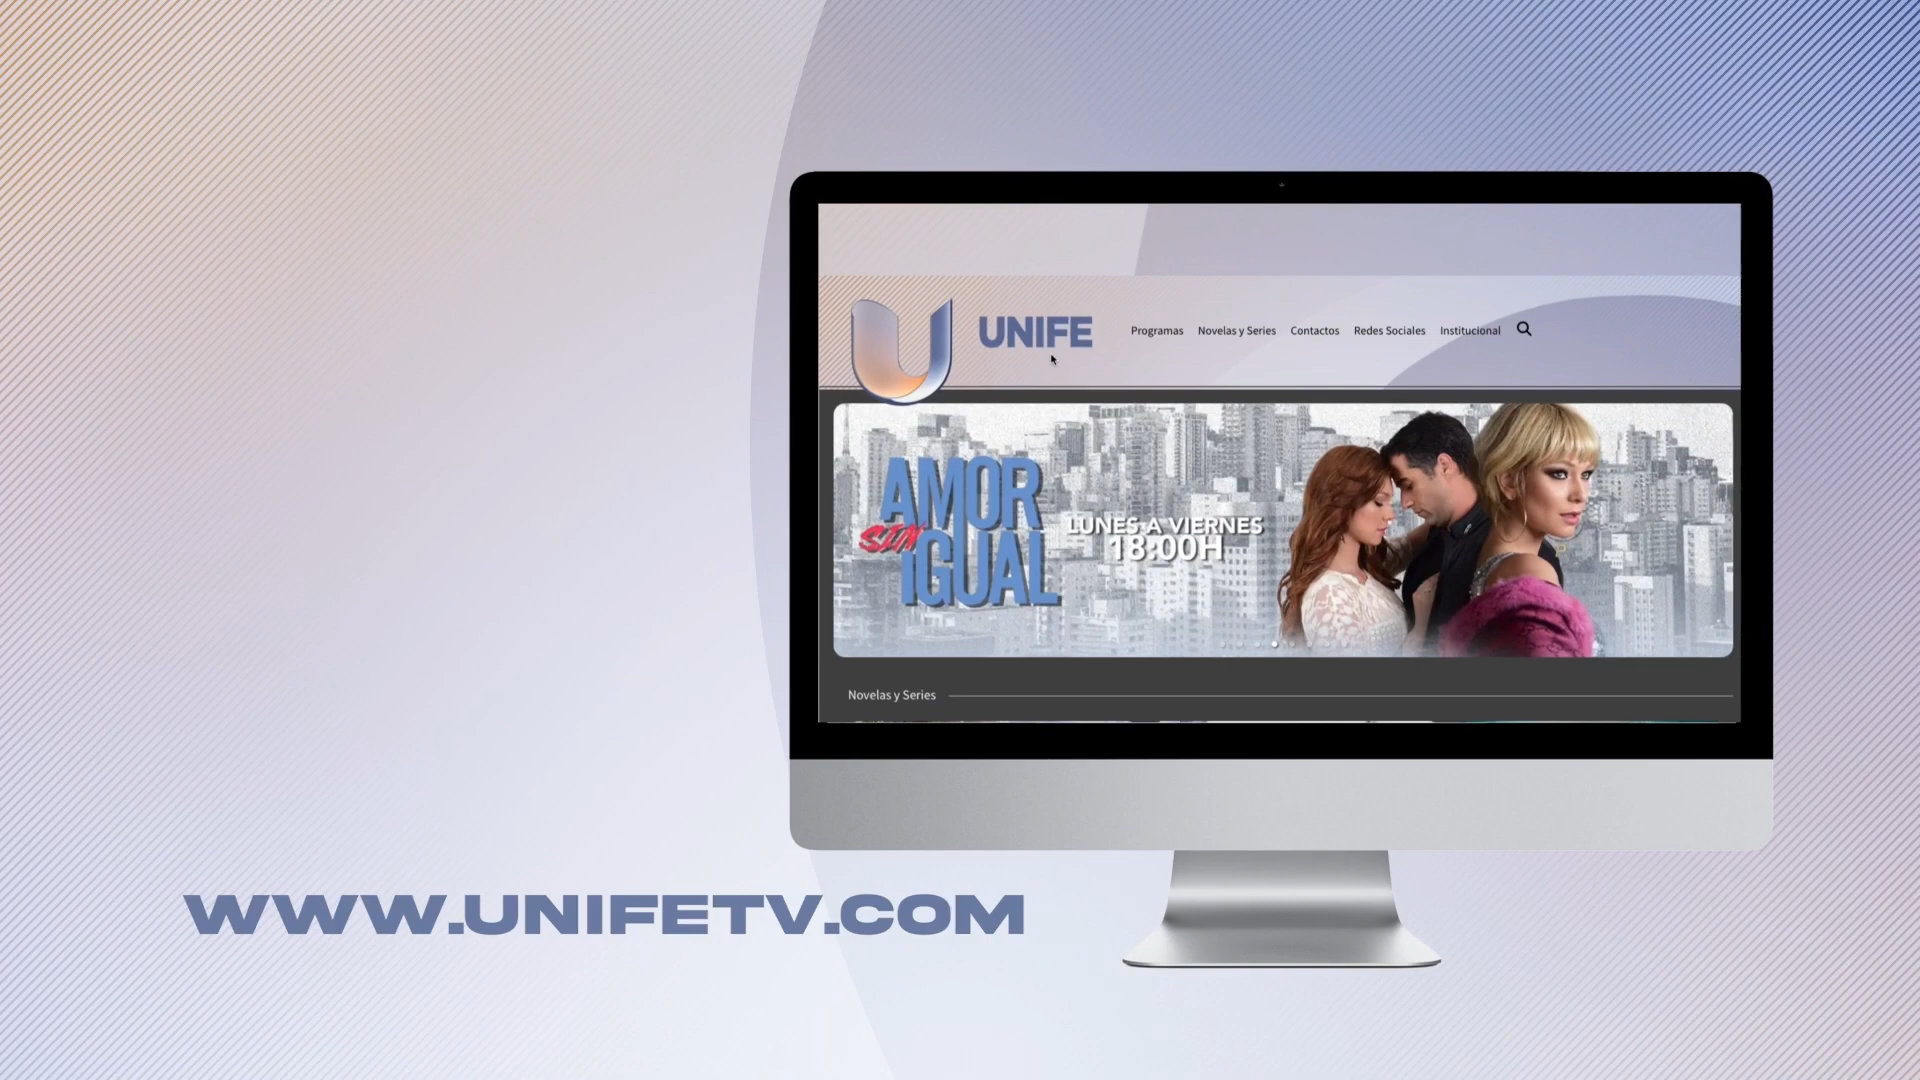 UNIFE
Programas Novelas y Series Contactos Redes Sociales Institucional
AMOR
SIN
IGUAL
LUNES A VIERNES
18:00H
Novelas y Series
WWW.UNIFETV.COM